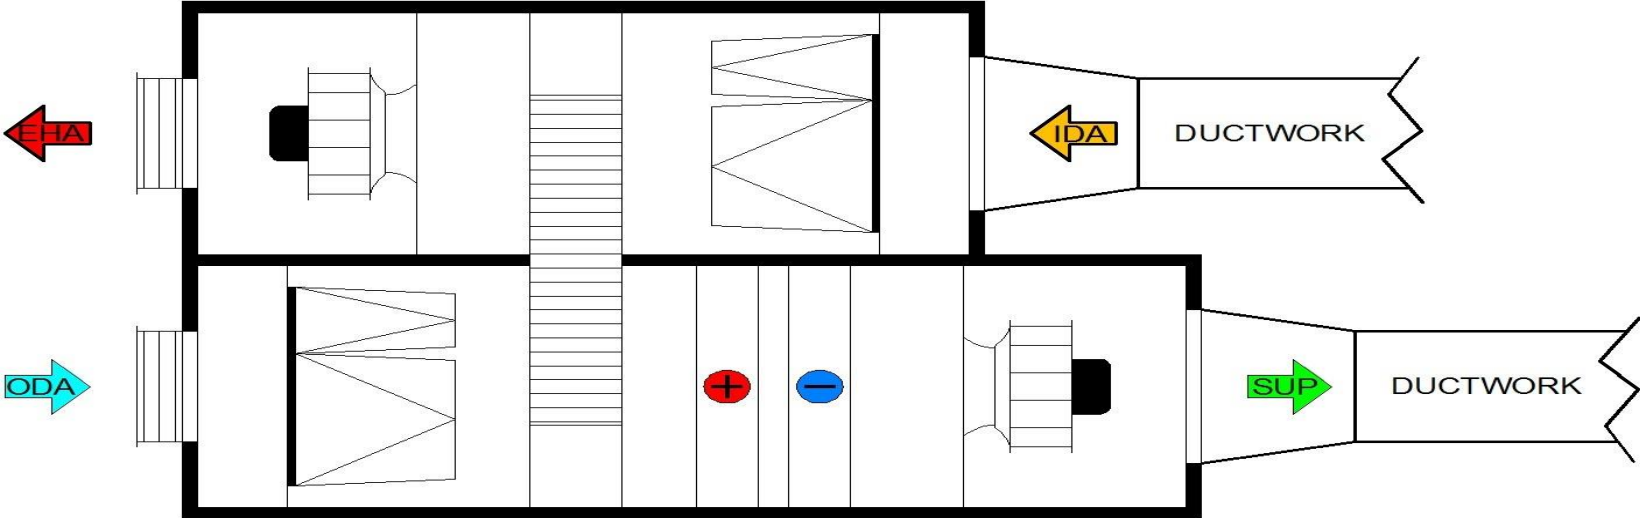 EHA
IDA
DUCTWORK
ODA
+
−
SUP
DUCTWORK